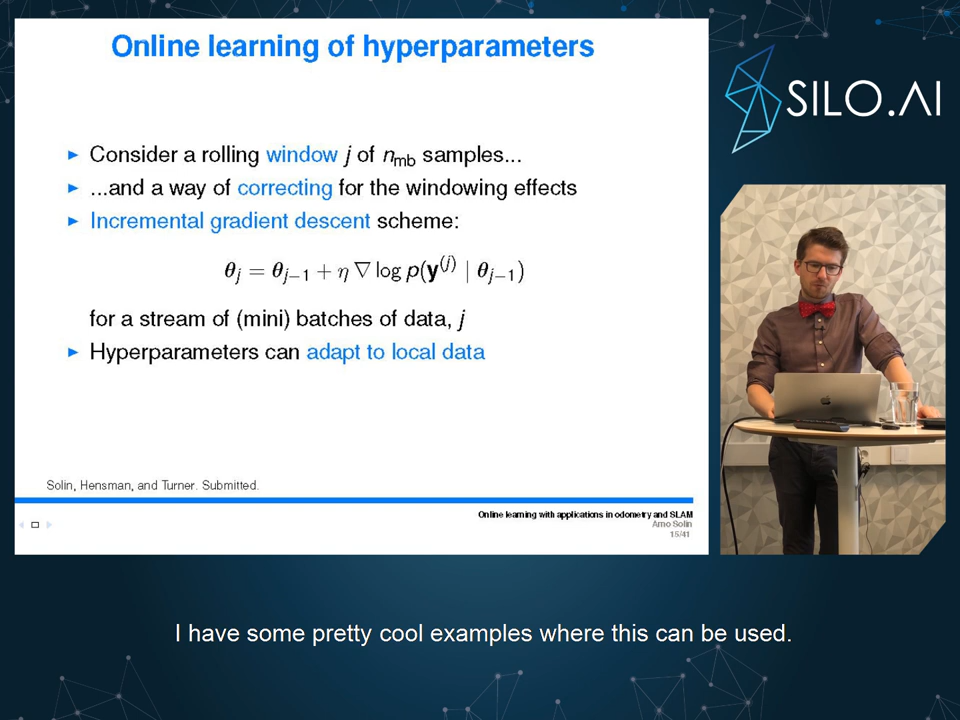 Online learning of hyperparameters
SILO.AI
▶ Consider a rolling window j of n_mb samples...
▶ ...and a way of correcting for the windowing effects
▶ Incremental gradient descent scheme:
θ_j = θ_{j−1} + η ∇ log p(y^{(j)} | θ_{j−1})
for a stream of (mini) batches of data, j
▶ Hyperparameters can adapt to local data
Solin, Hensman, and Turner. Submitted.
Online learning with applications in odometry and SLAM
Arno Solin
15/41
I have some pretty cool examples where this can be used.